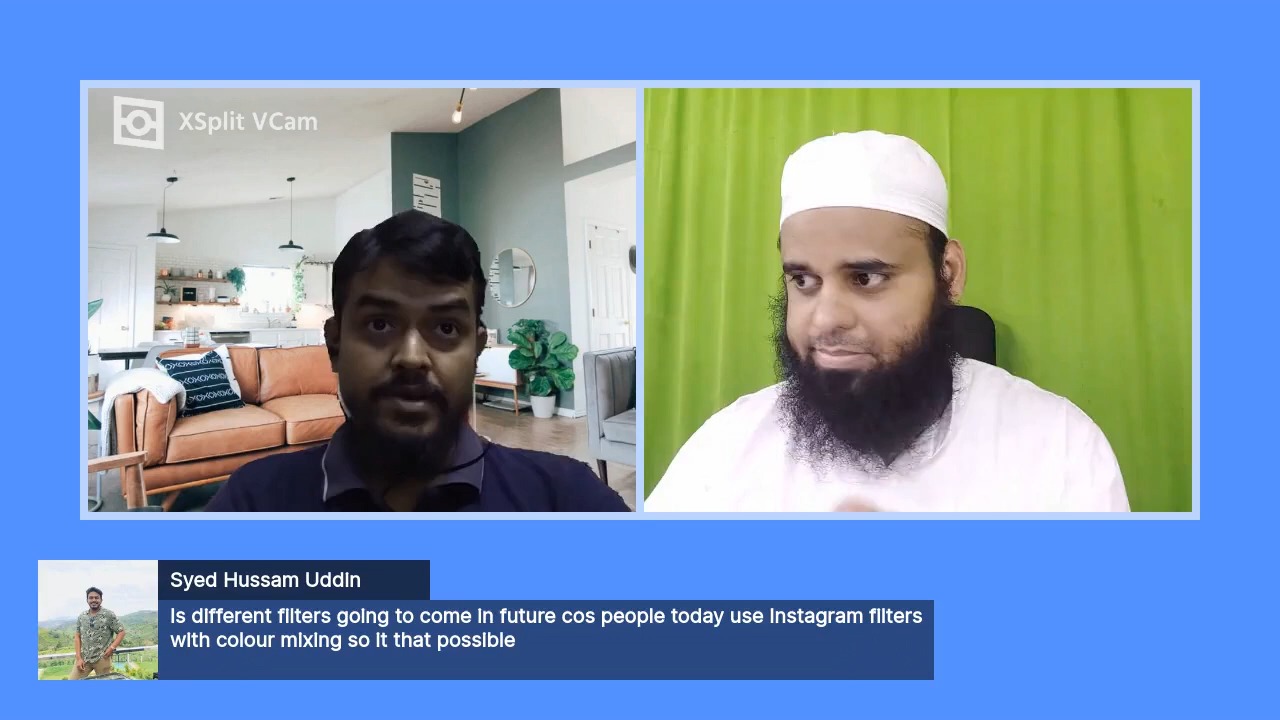 XSplit VCam
Syed Hussam Uddin
Is different filters going to come in future cos people today use Instagram filters
with colour mixing so it that possible